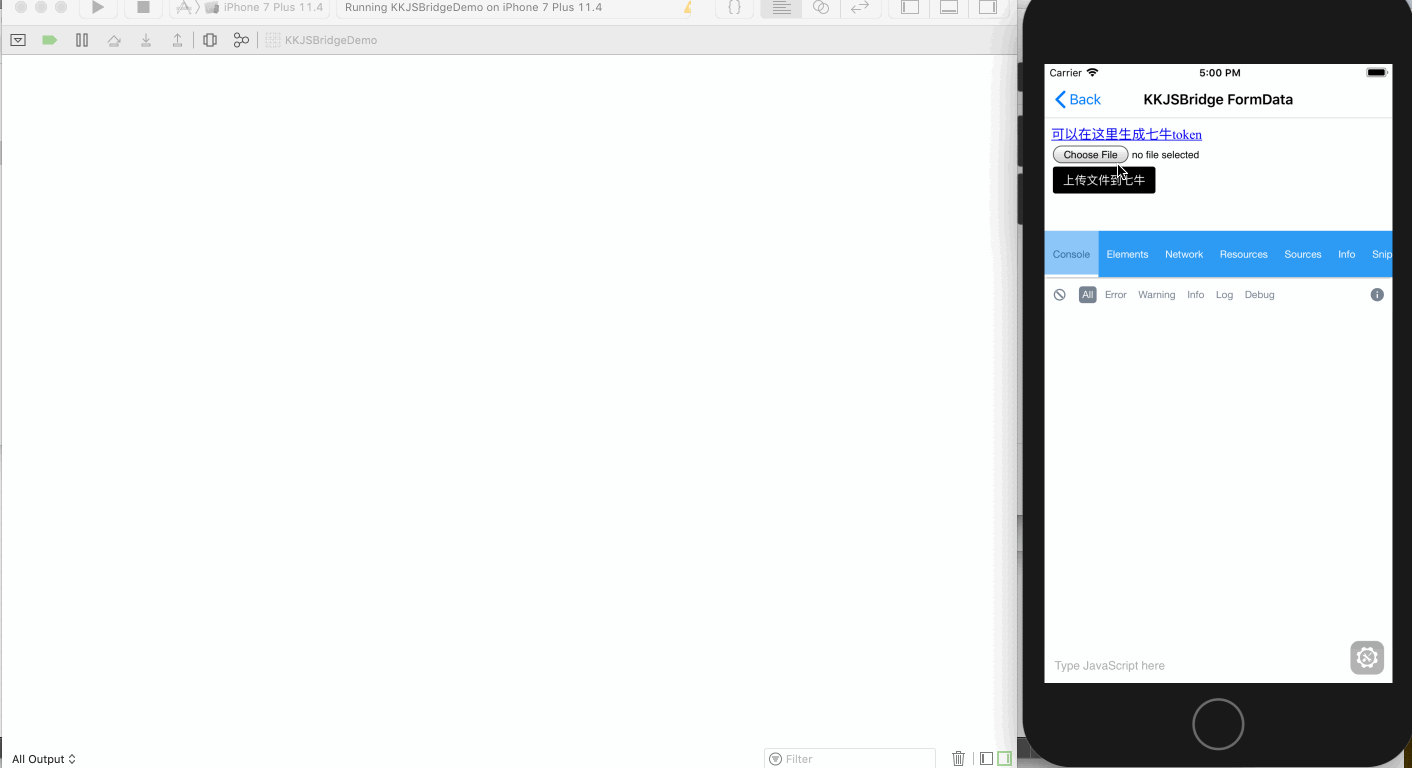 iPhone 7 Plus 11.4
Running KKJSBridgeDemo on iPhone 7 Plus 11.4
KKJSBridgeDemo
All Output
Filter
Carrier
5:00 PM
Back
KKJSBridge FormData
可以在这里生成七牛token
Choose File no file selected
上传文件到七牛
Console Elements Network Resources Sources Info Snip
All Error Warning Info Log Debug
Type JavaScript here